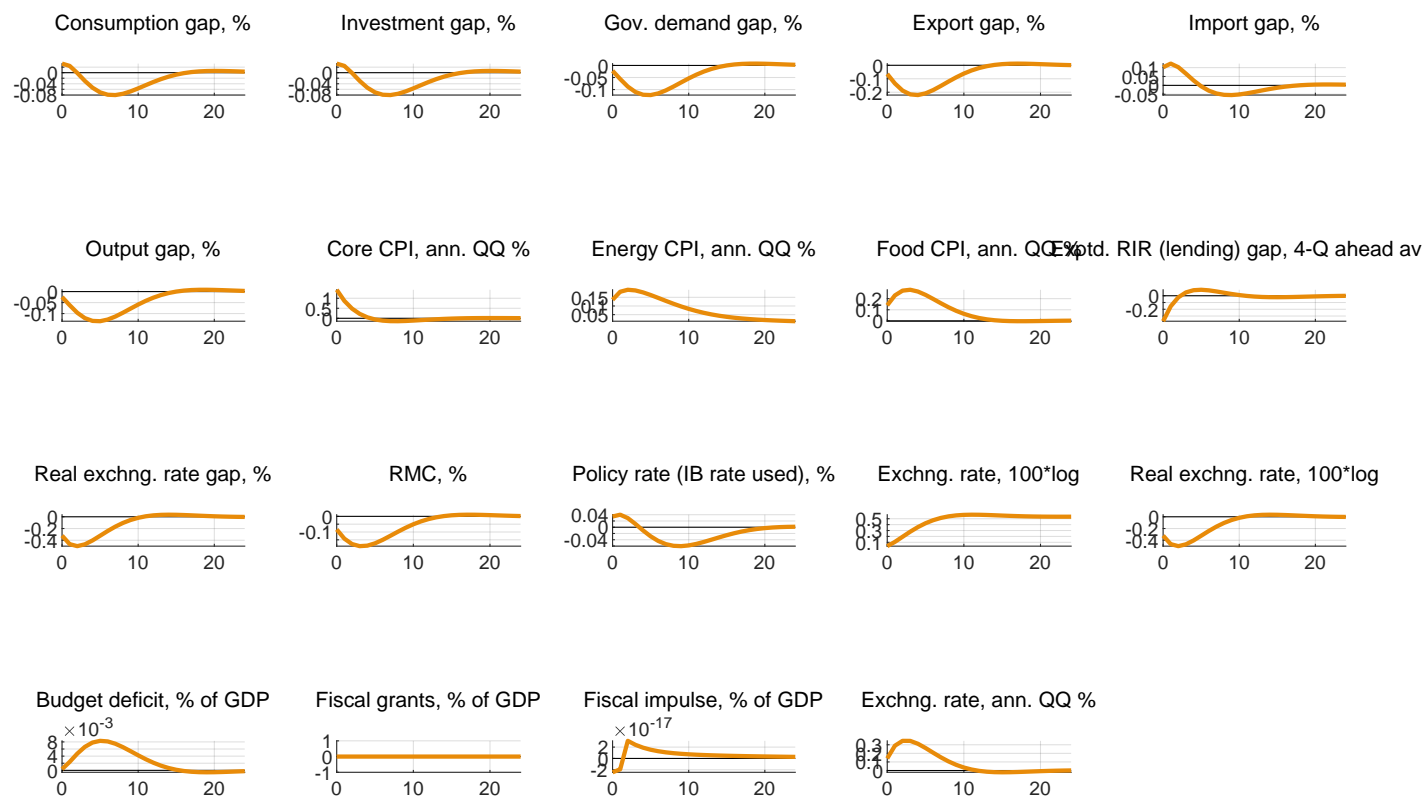 Consumption gap, %
Investment gap, %
Gov. demand gap, %
Export gap, %
Import gap, %
0
-0.04
-0.08
0 10 20
0
-0.04
-0.08
0 10 20
0
-0.05
-0.1
0 10 20
0
-0.1
-0.2
0 10 20
0.1
0.05
0
-0.05
0 10 20
Output gap, %
Core CPI, ann. QQ %
Energy CPI, ann. QQ %
Food CPI, ann. QQ %
Exptd. RIR (lending) gap, 4-Q ahead av
0
-0.05
-0.1
0 10 20
1
0.5
0
0 10 20
0.15
0.05
0 10 20
0.2
0.1
0
0 10 20
0
-0.2
0 10 20
Real exchng. rate gap, %
RMC, %
Policy rate (IB rate used), %
Exchng. rate, 100*log
Real exchng. rate, 100*log
0
-0.2
-0.4
0 10 20
0
-0.1
0 10 20
0.04
0
-0.04
0 10 20
0.5
0.3
0.1
0 10 20
0
-0.2
-0.4
0 10 20
Budget deficit, % of GDP
Fiscal grants, % of GDP
Fiscal impulse, % of GDP
Exchng. rate, ann. QQ %
×10-3
8
4
0
0 10 20
1
0
-1
0 10 20
×10-17
2
0
-2
0 10 20
0.3
0.2
0.1
0
0 10 20